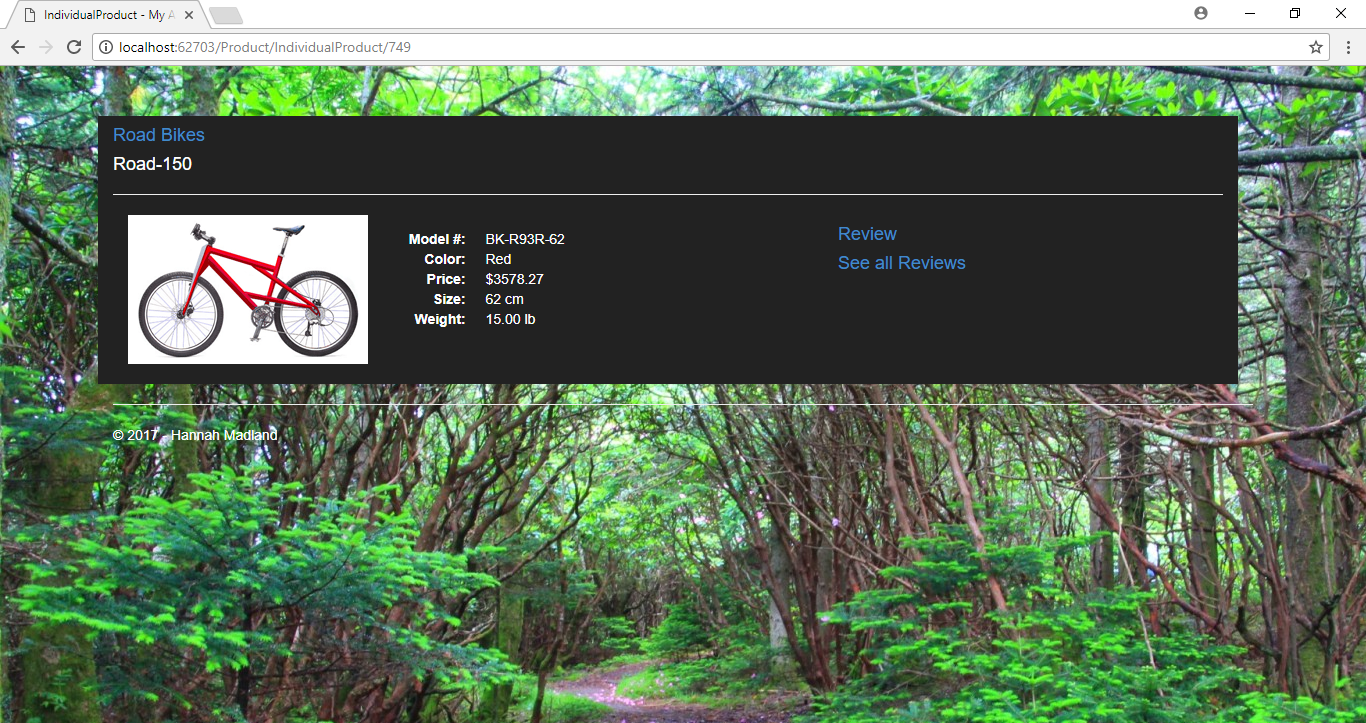 IndividualProduct - My A
localhost:62703/Product/IndividualProduct/749
Road Bikes
Road-150
Model #: BK-R93R-62
Color: Red
Price: $3578.27
Size: 62 cm
Weight: 15.00 lb
Review
See all Reviews
© 2017 - Hannah Madland